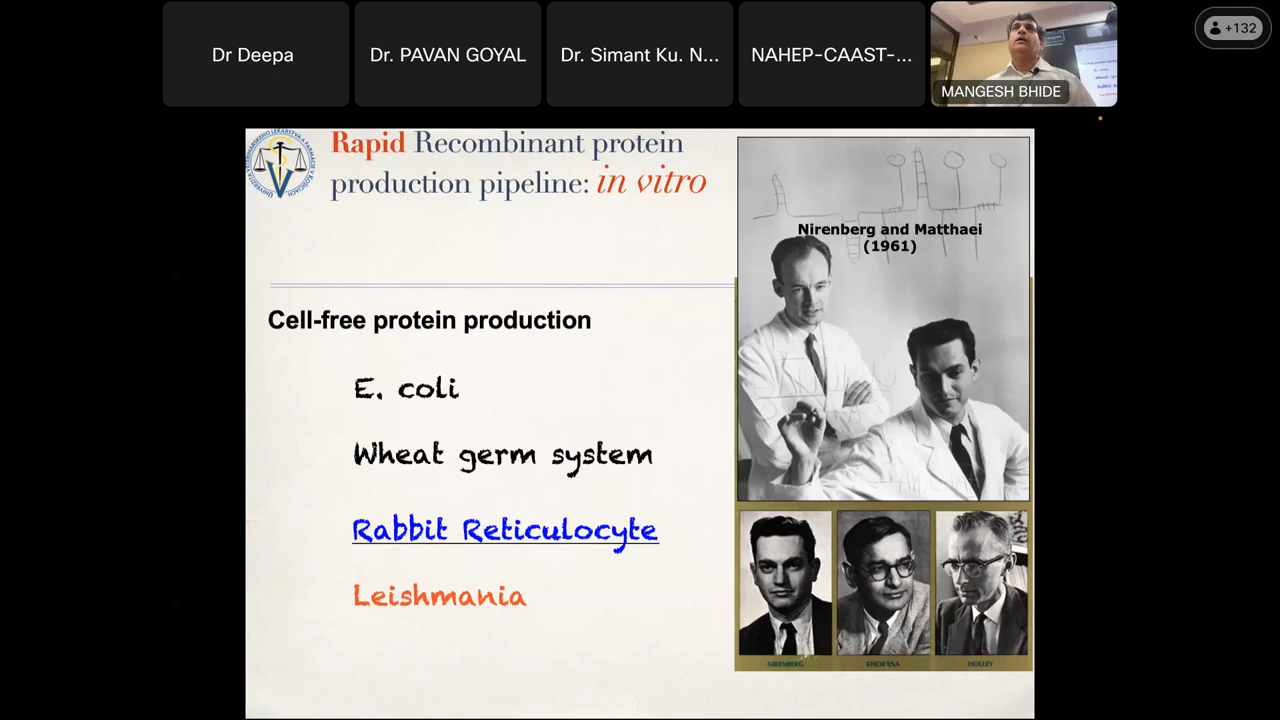 Dr Deepa
Dr. PAVAN GOYAL
Dr. Simant Ku. N...
NAHEP-CAAST-...
MANGESH BHIDE
+132
Rapid Recombinant protein
production pipeline: in vitro
Nirenberg and Matthaei
(1961)
Cell-free protein production
E. coli
Wheat germ system
Rabbit Reticulocyte
Leishmania
NIRENBERG
KHORANA
HOLLEY